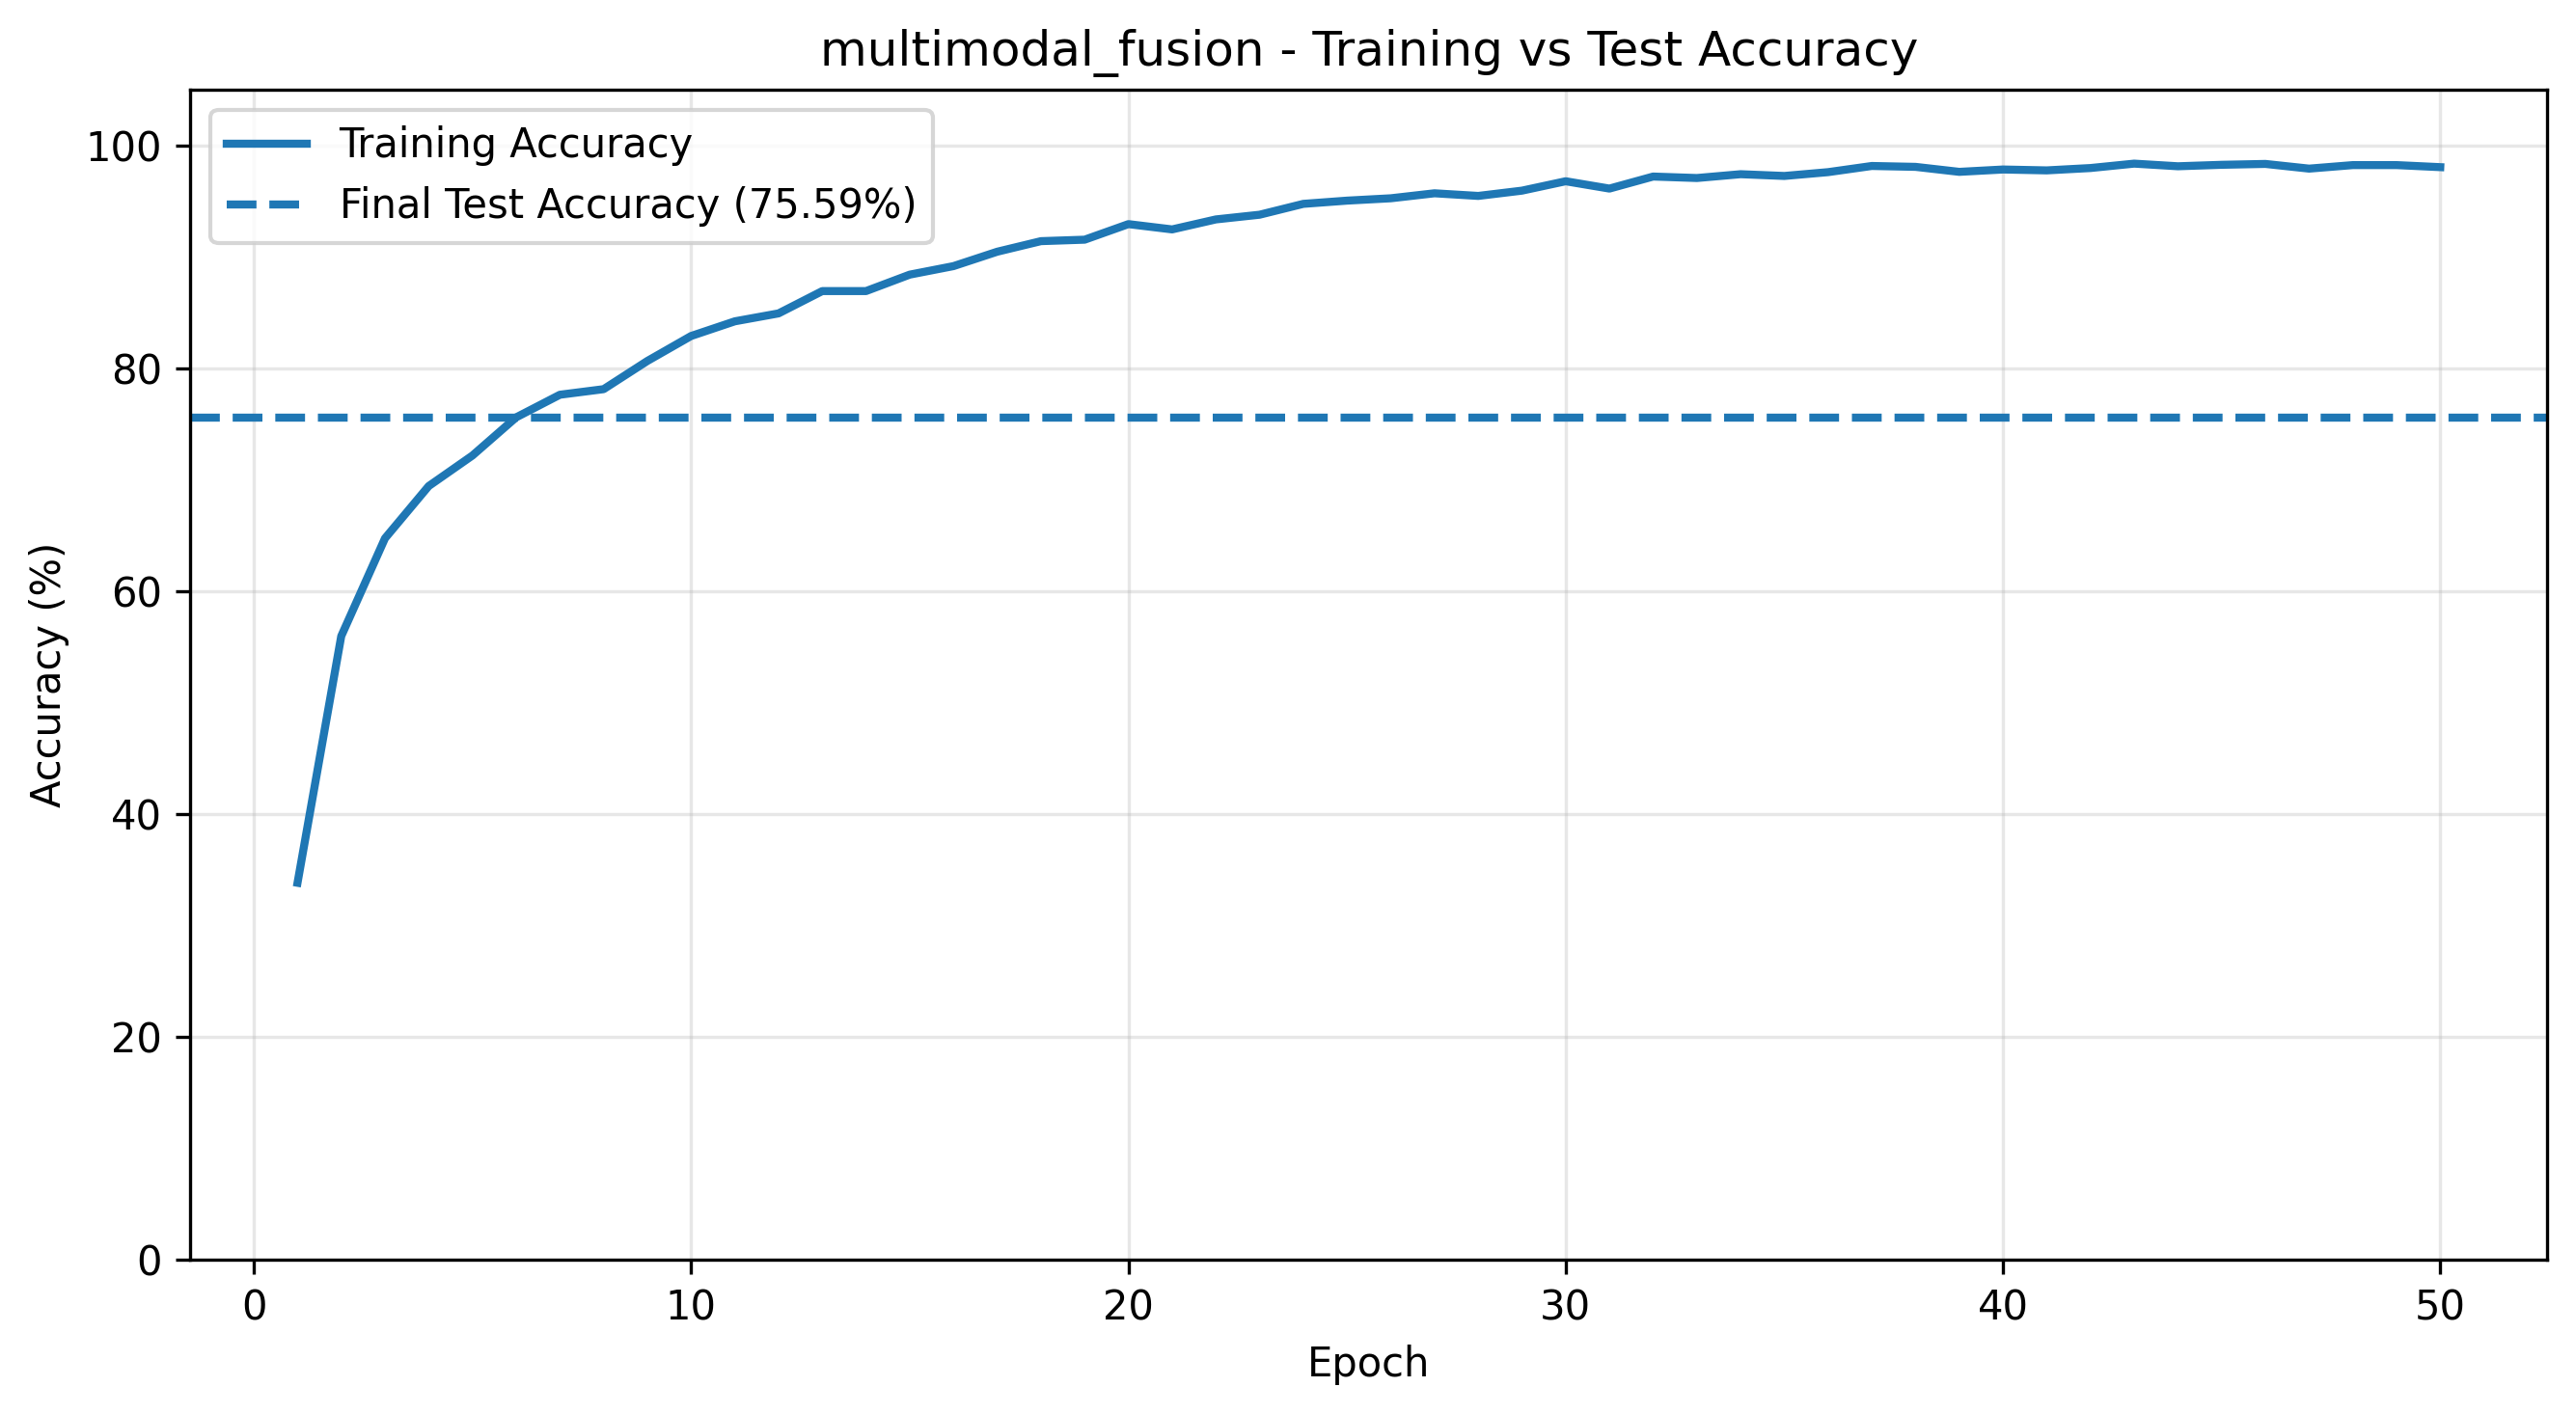 multimodal_fusion - Training vs Test Accuracy
Training Accuracy
Final Test Accuracy (75.59%)
Accuracy (%)
100
80
60
40
20
0
0 10 20 30 40 50
Epoch